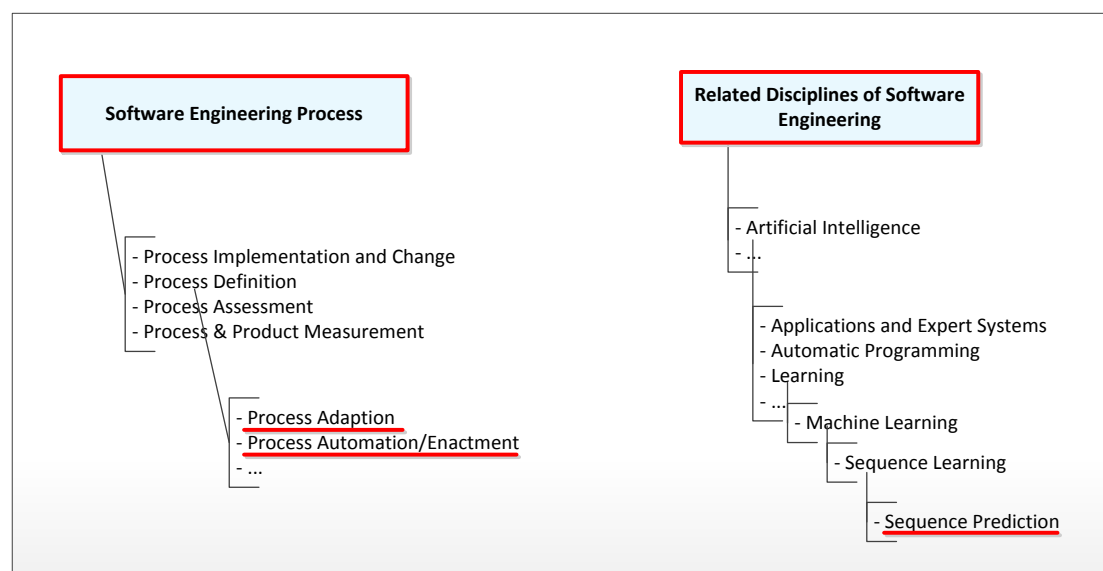 Software Engineering Process
- Process Implementation and Change
- Process Definition
- Process Assessment
- Process & Product Measurement
- Process Adaption
- Process Automation/Enactment
- ...
Related Disciplines of Software
Engineering
- Artificial Intelligence
- ...
- Applications and Expert Systems
- Automatic Programming
- Learning
- ...
- Machine Learning
- Sequence Learning
- Sequence Prediction